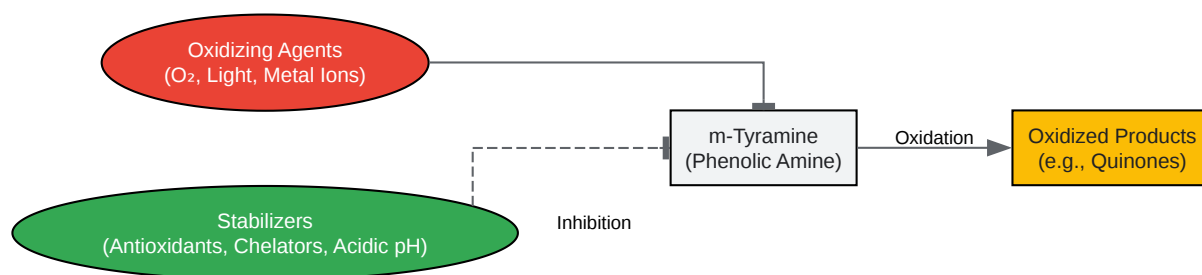 Oxidizing Agents
(O₂, Light, Metal Ions)
m-Tyramine
(Phenolic Amine)
Oxidation
Oxidized Products
(e.g., Quinones)
Stabilizers
(Antioxidants, Chelators, Acidic pH)
Inhibition